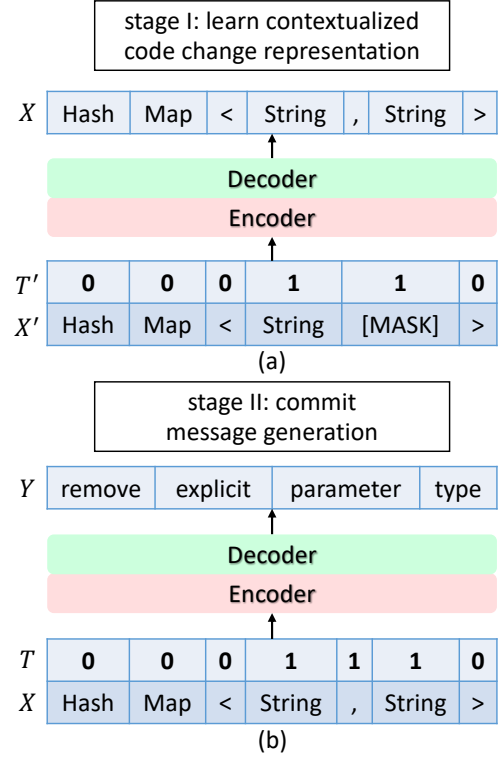 stage I: learn contextualized
code change representation
X Hash Map < String , String >
Decoder
Encoder
T′ 0 0 0 1 1 0
X′ Hash Map < String [MASK] >
(a)
stage II: commit
message generation
Y remove explicit parameter type
Decoder
Encoder
T 0 0 0 1 1 1 0
X Hash Map < String , String >
(b)